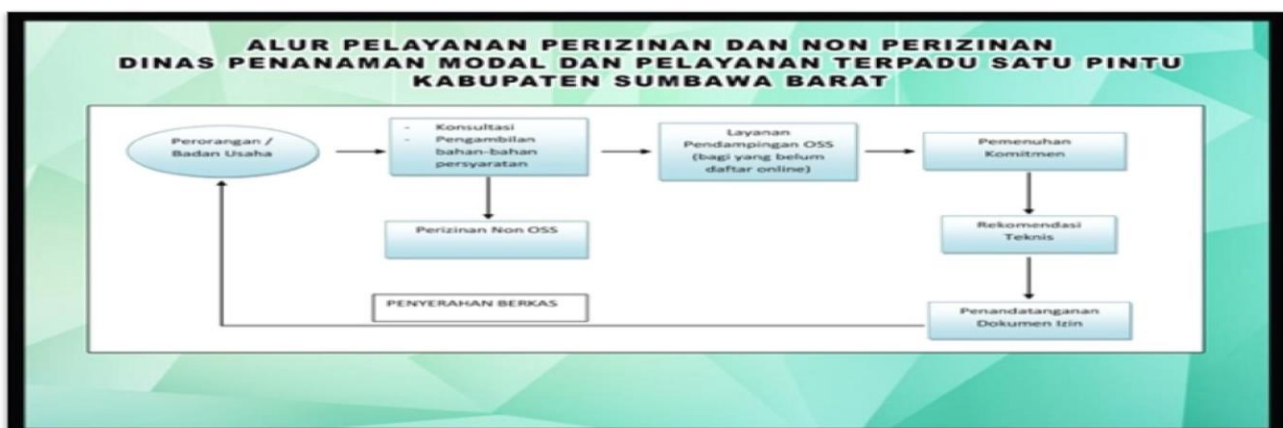 ALUR PELAYANAN PERIZINAN DAN NON PERIZINAN
DINAS PENANAMAN MODAL DAN PELAYANAN TERPADU SATU PINTU
KABUPATEN SUMBAWA BARAT
Perorangan /
Badan Usaha
- Konsultasi
- Pengambilan
bahan-bahan
persyaratan
Layanan
Pendampingan OSS
(bagi yang belum
daftar online)
Pemenuhan
Komitmen
Perizinan Non OSS
Rekomendasi
Teknis
PENYERAHAN BERKAS
Penandatanganan
Dokumen Izin